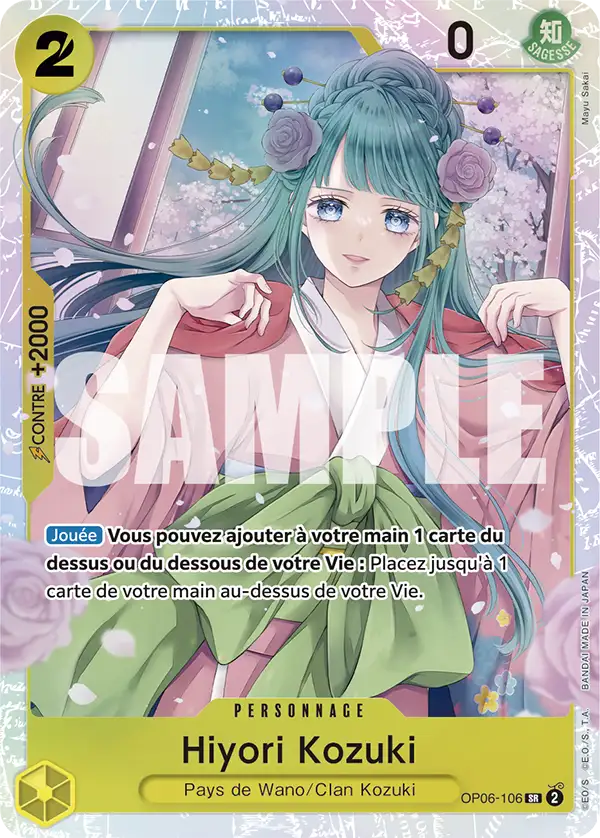 2
0
知
SAGESSE
Mayu Sakai
CONTRE +2000
SAMPLE
Jouée Vous pouvez ajouter à votre main 1 carte du
dessus ou du dessous de votre Vie : Placez jusqu'à 1
carte de votre main au-dessus de votre Vie.
©E/S ©E.O./S., T.A. BANDAI MADE IN JAPAN
PERSONNAGE
Hiyori Kozuki
Pays de Wano/Clan Kozuki
OP06-106 SR 2